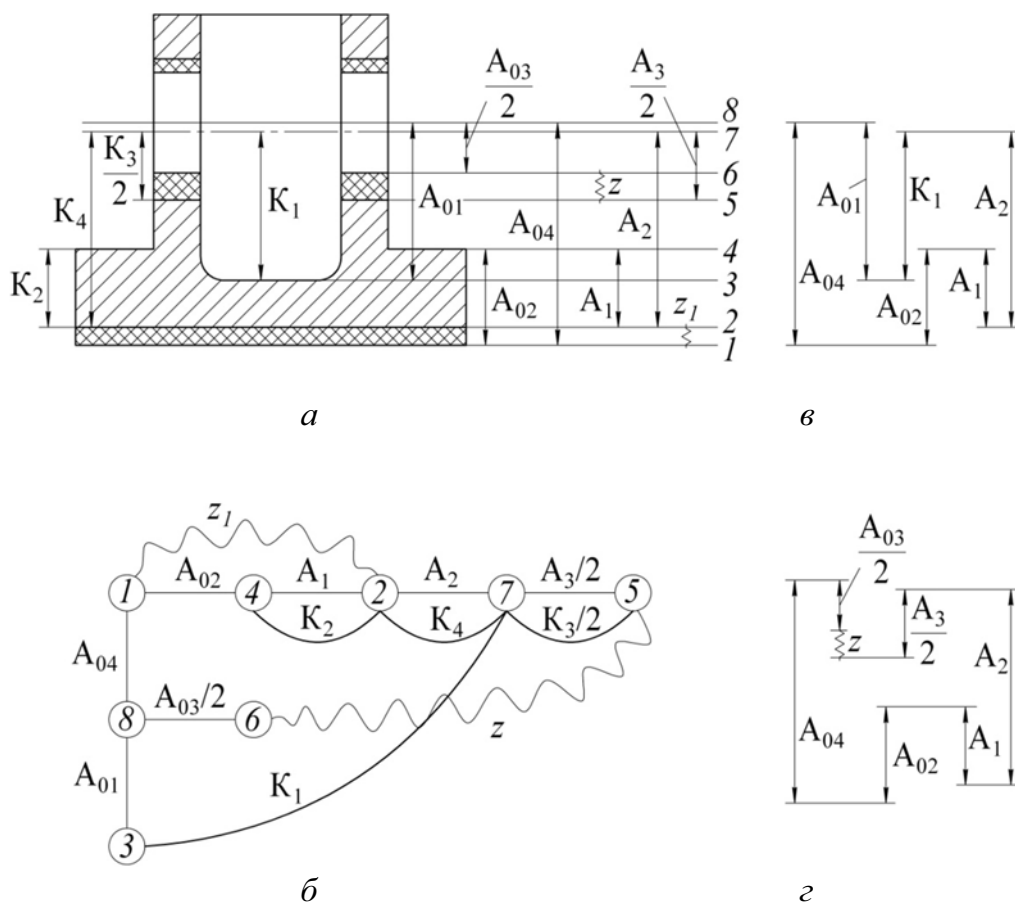 A₀₃/2
A₃/2
8
7
6
5
4
3
2
1
K₃/2
K₄
K₂
K₁
A₀₁
A₀₄
A₀₂
A₂
A₁
z
z₁
а
A₀₁
K₁
A₂
A₀₄
A₀₂
A₁
в
z₁
1
A₀₂
4
A₁
2
A₂
7
A₃/2
5
K₂
K₄
K₃/2
A₀₄
8
A₀₃/2
6
z
A₀₁
K₁
3
б
A₀₃/2
z
A₃/2
A₂
A₀₄
A₀₂
A₁
г